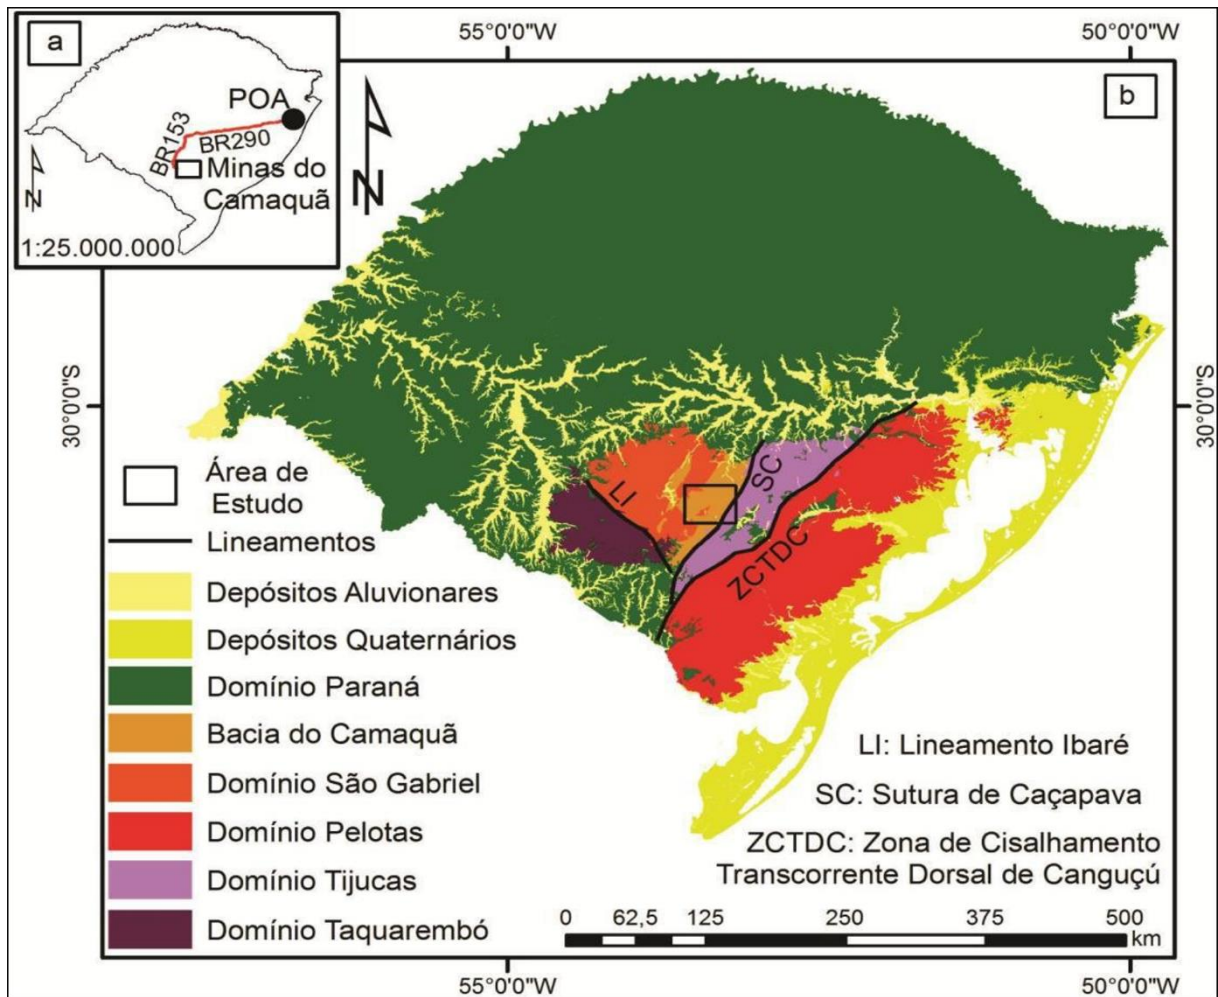 a
POA
BR153
BR290
Minas do
Camaquã
N
1:25.000.000
55°0'0"W
50°0'0"W
b
N
30°0'0"S
30°0'0"S
LI
SC
ZCTDC
Área de
Estudo
Lineamentos
Depósitos Aluvionares
Depósitos Quaternários
Domínio Paraná
Bacia do Camaquã
Domínio São Gabriel
Domínio Pelotas
Domínio Tijucas
Domínio Taquarembó
LI: Lineamento Ibaré
SC: Sutura de Caçapava
ZCTDC: Zona de Cisalhamento
Transcorrente Dorsal de Canguçú
0 62,5 125 250 375 500
km
55°0'0"W
50°0'0"W